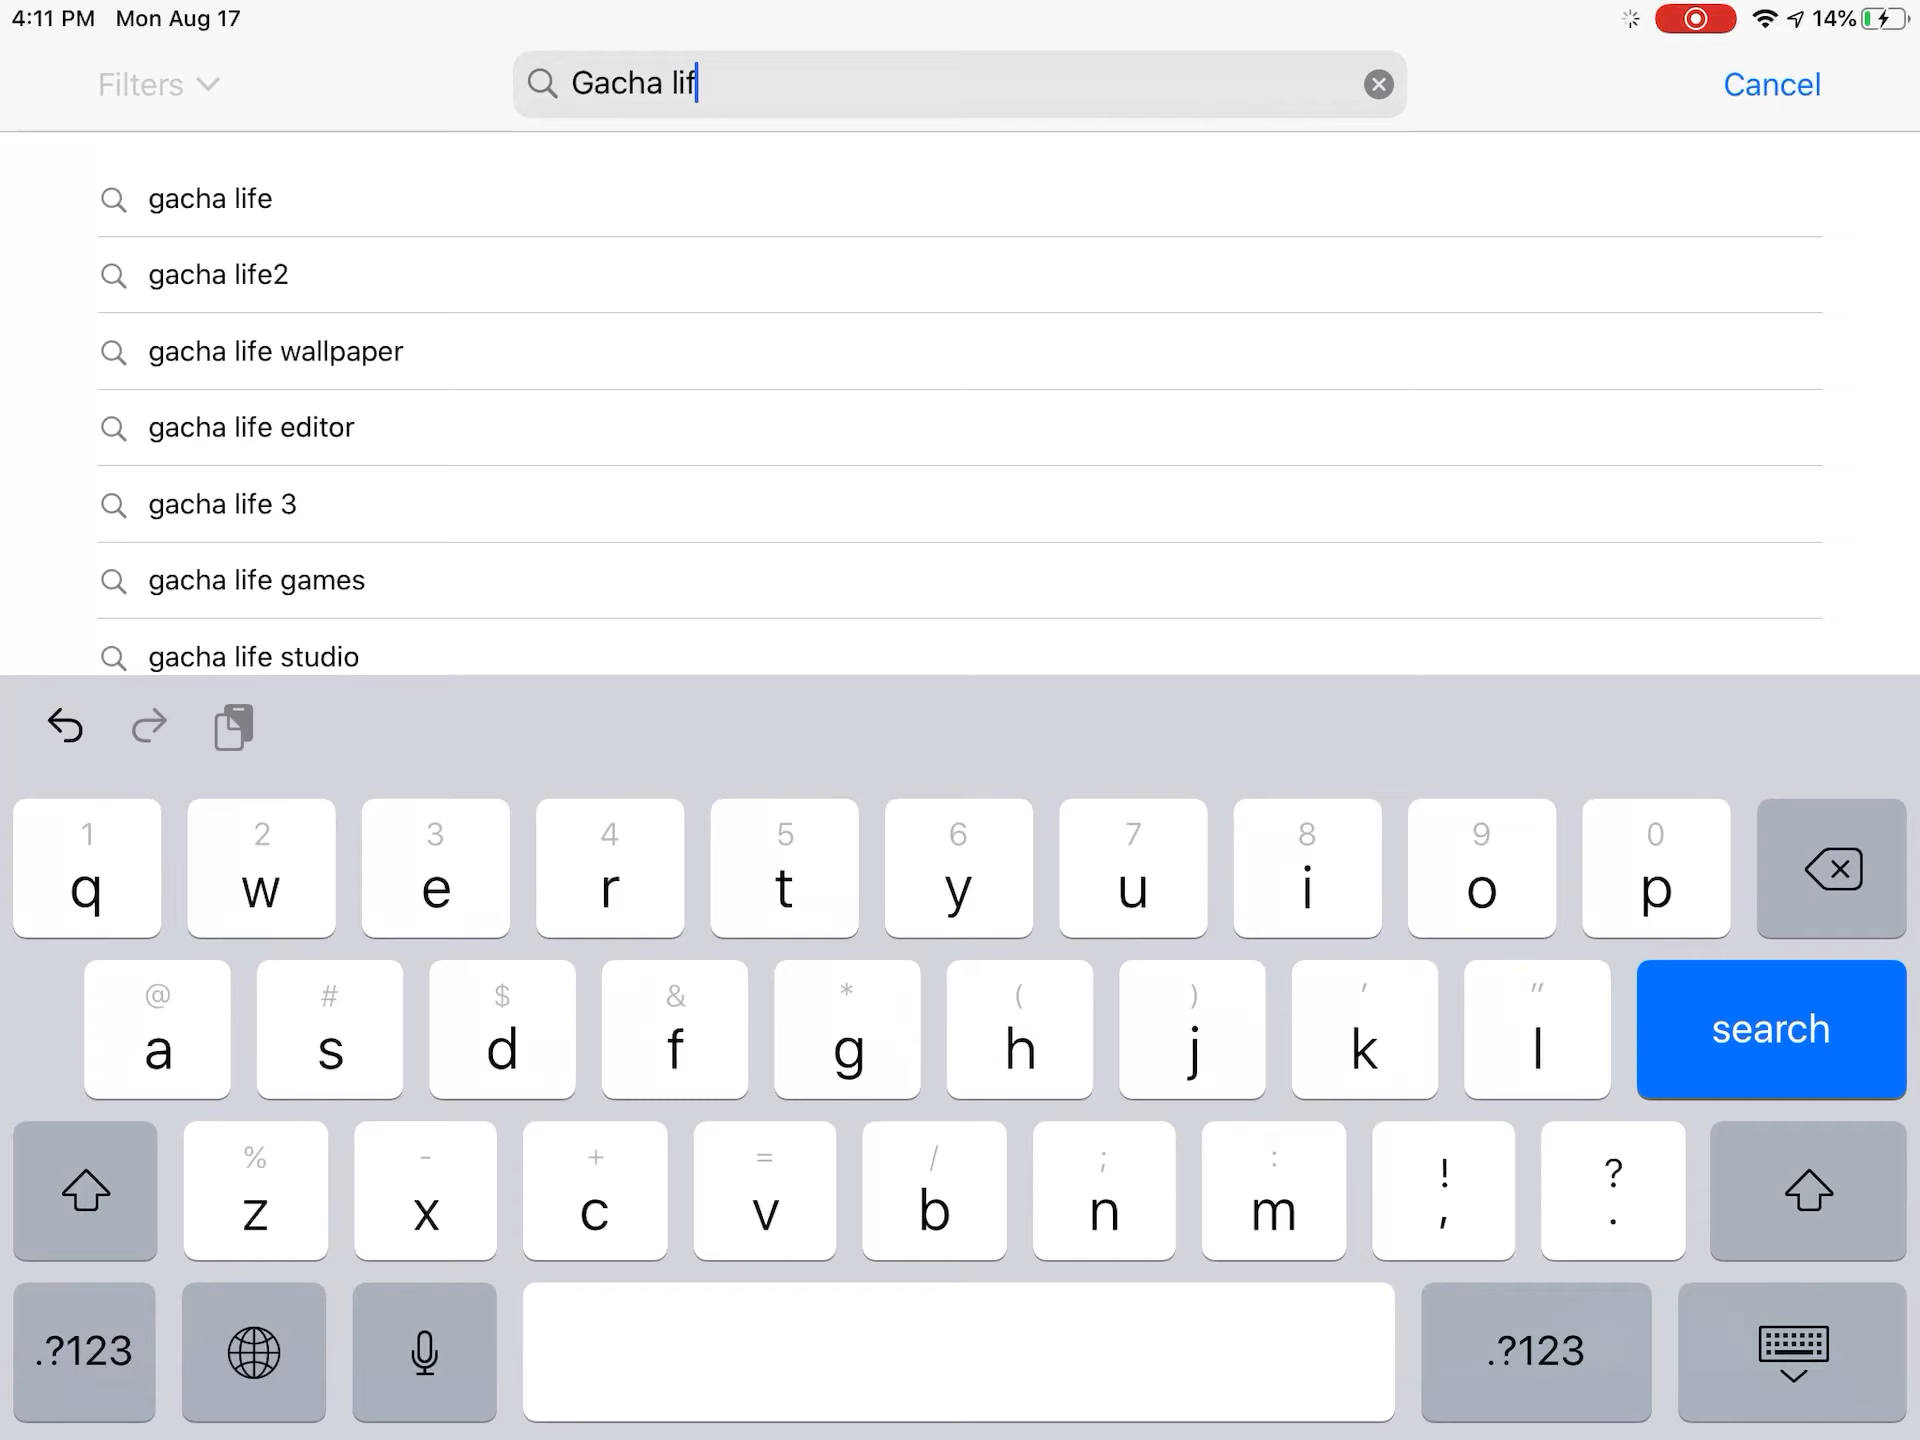 4:11 PM Mon Aug 17
14%
Filters
Gacha lif
Cancel
gacha life
gacha life2
gacha life wallpaper
gacha life editor
gacha life 3
gacha life games
gacha life studio
1 2 3 4 5 6 7 8 9 0
q w e r t y u i o p
@ # $ & * ( ) ' "
a s d f g h j k l search
% - + = / ; : ! ?
z x c v b n m , .
.?123 .?123